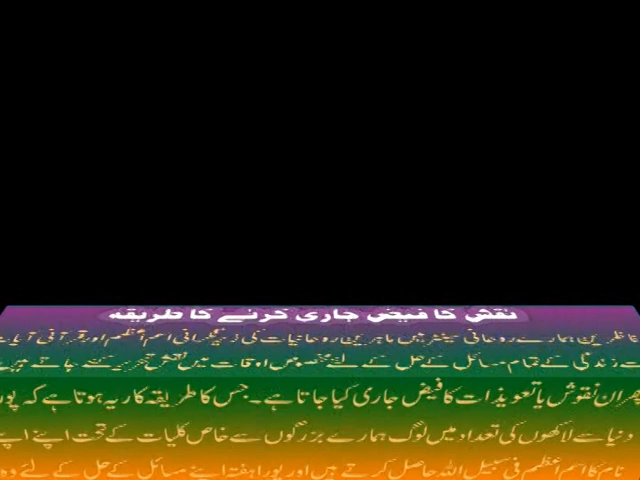 نقش کا فیض جاری کرنے کا طریقہ
ناظرین ہمارے روحانی سینٹر میں ماہرین روحانیات کی زیر نگرانی اسم اعظم اور قرآنی آیات
سے زندگی کے تمام مسائل کے حل کے لئے مخصوص اوقات میں نقش تحریر کئے جاتے ہیں
پھر ان نقوش یا تعویذات کا فیض جاری کیا جاتا ہے۔ جس کا طریقہ کار یہ ہوتا ہے کہ
دنیا سے لاکھوں کی تعداد میں لوگ ہمارے بزرگوں سے خاص کلیات کے تحت اپنے اپنے
نام کا اسم اعظم فی سبیل اللہ حاصل کرتے ہیں اور پورا ہفتہ اپنے مسائل کے حل کے لئے وہ